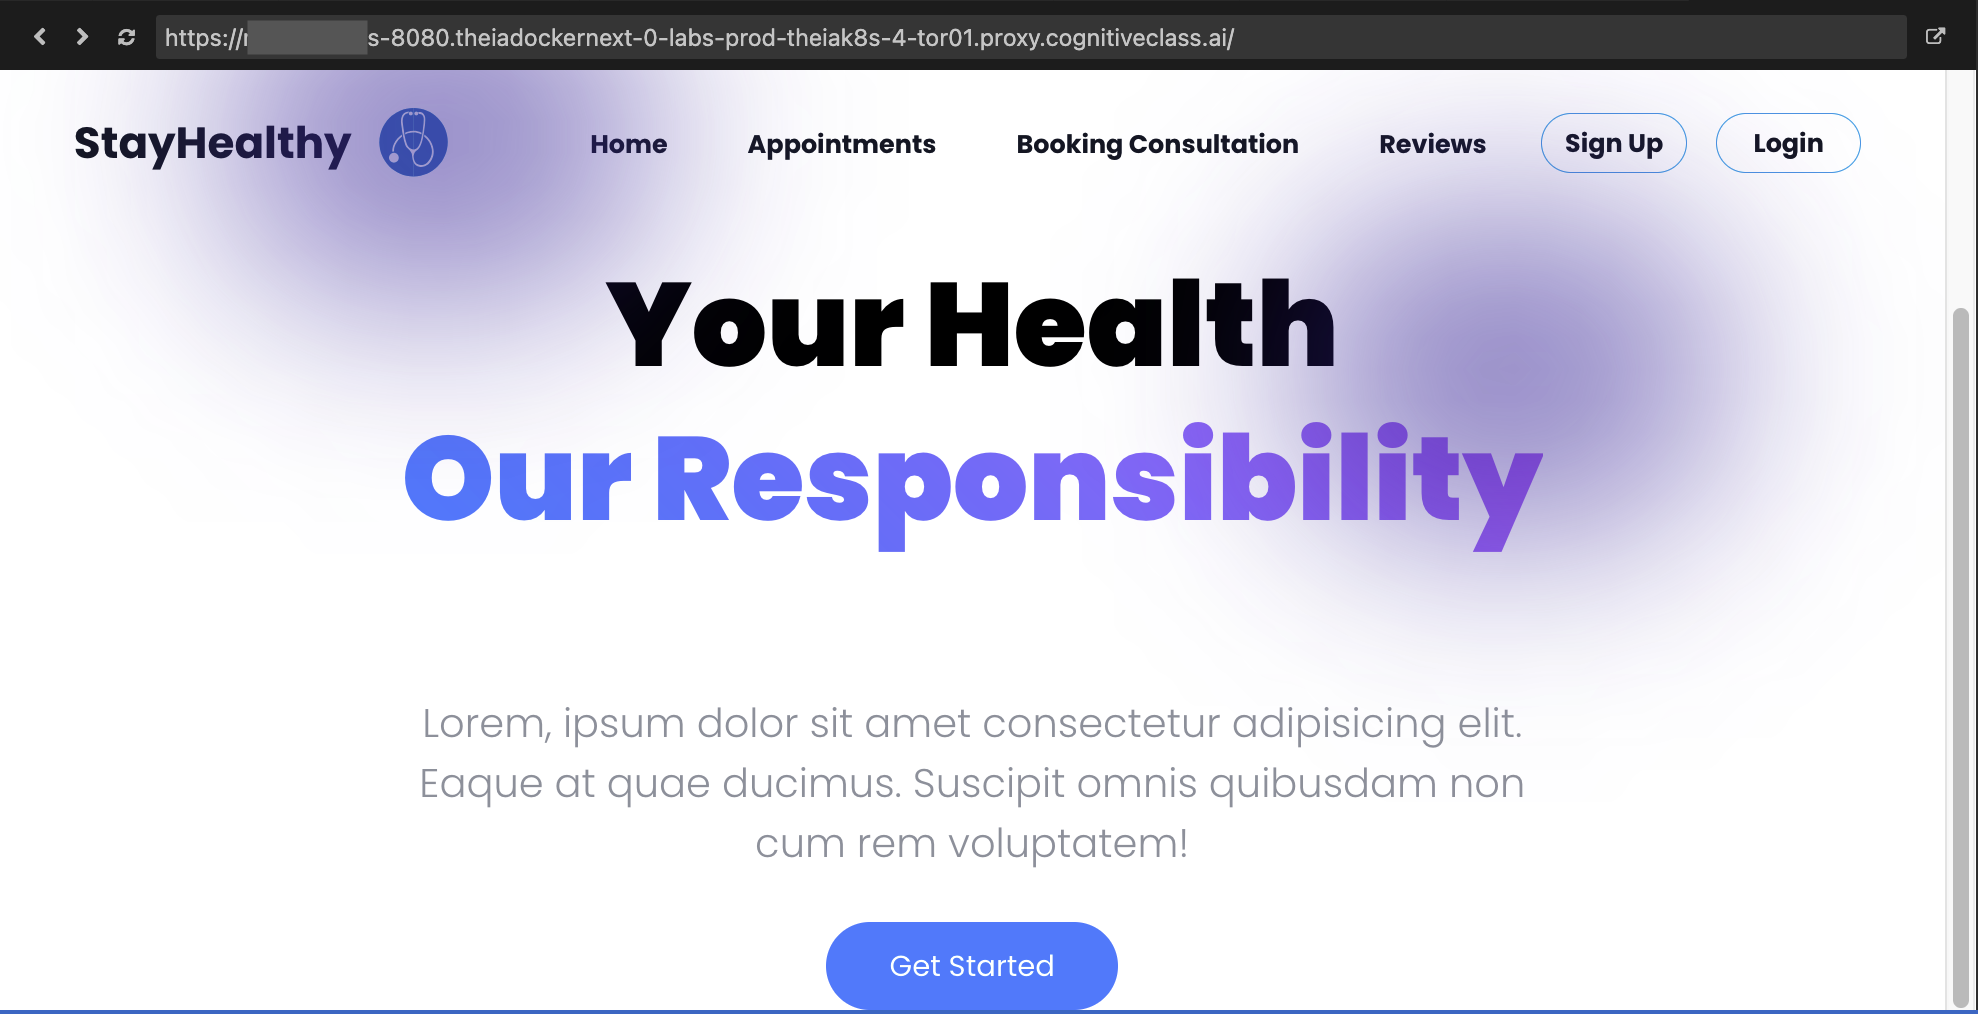 https://r s-8080.theiadockernext-0-labs-prod-theiak8s-4-tor01.proxy.cognitiveclass.ai/
StayHealthy
Home Appointments Booking Consultation Reviews Sign Up Login
Your Health
Our Responsibility
Lorem, ipsum dolor sit amet consectetur adipisicing elit.
Eaque at quae ducimus. Suscipit omnis quibusdam non
cum rem voluptatem!
Get Started